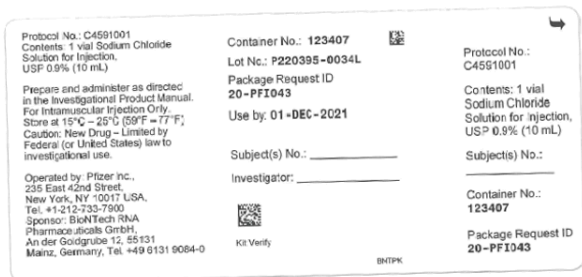 Protocol No.: C4591001
Contents: 1 vial Sodium Chloride
Solution for Injection,
USP 0.9% (10 mL)
Prepare and administer as directed
in the Investigational Product Manual.
For Intramuscular Injection Only.
Store at 15°C – 25°C (59°F – 77°F)
Caution: New Drug – Limited by
Federal (or United States) law to
investigational use.
Operated by: Pfizer Inc.,
235 East 42nd Street,
New York, NY 10017 USA,
Tel. +1-212-733-7900
Sponsor: BioNTech RNA
Pharmaceuticals GmbH,
An der Goldgrube 12, 55131
Mainz, Germany, Tel. +49 6131 9084-0
Container No.: 123407
Lot No.: P220395-0034L
Package Request ID
20-PFI043
Use by: 01-DEC-2021
Subject(s) No.:
Investigator:
Kit Verify
BNTPK
Protocol No.:
C4591001
Contents: 1 vial
Sodium Chloride
Solution for Injection,
USP 0.9% (10 mL)
Subject(s) No.:
Container No.:
123407
Package Request ID
20-PFI043